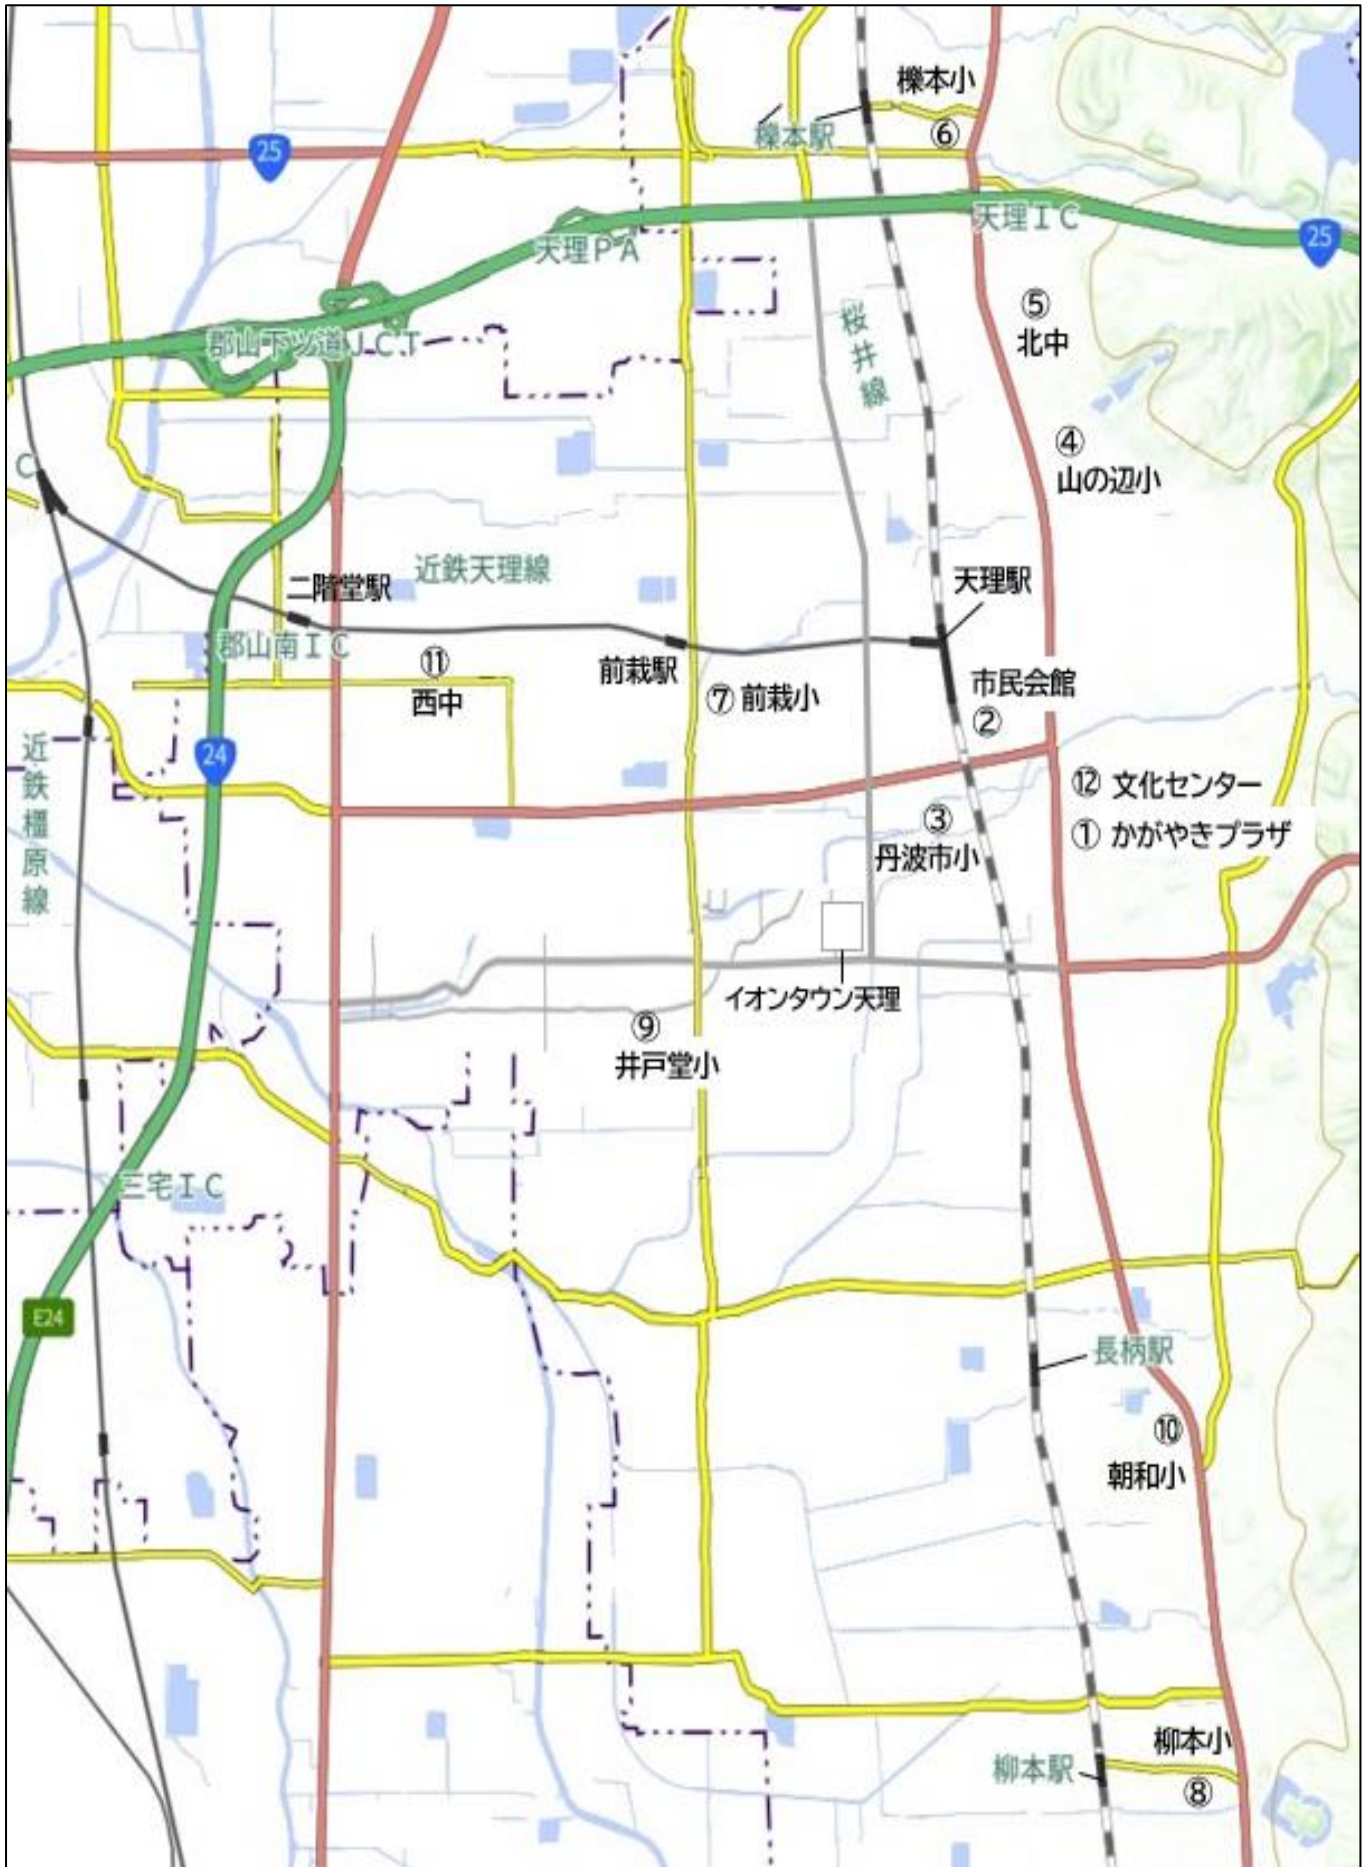 櫟本小
⑥
櫟本駅
25
天理IC
25
天理PA
⑤
北中
桜井線
郡山下ツ道JCT
④
山の辺小
C
近鉄天理線
天理駅
二階堂駅
郡山南IC
⑪
西中
前栽駅
⑦ 前栽小
市民会館
②
近鉄橿原線
24
⑫ 文化センター
① かがやきプラザ
③
丹波市小
イオンタウン天理
⑨
井戸堂小
三宅IC
E24
長柄駅
⑩
朝和小
柳本小
柳本駅
⑧